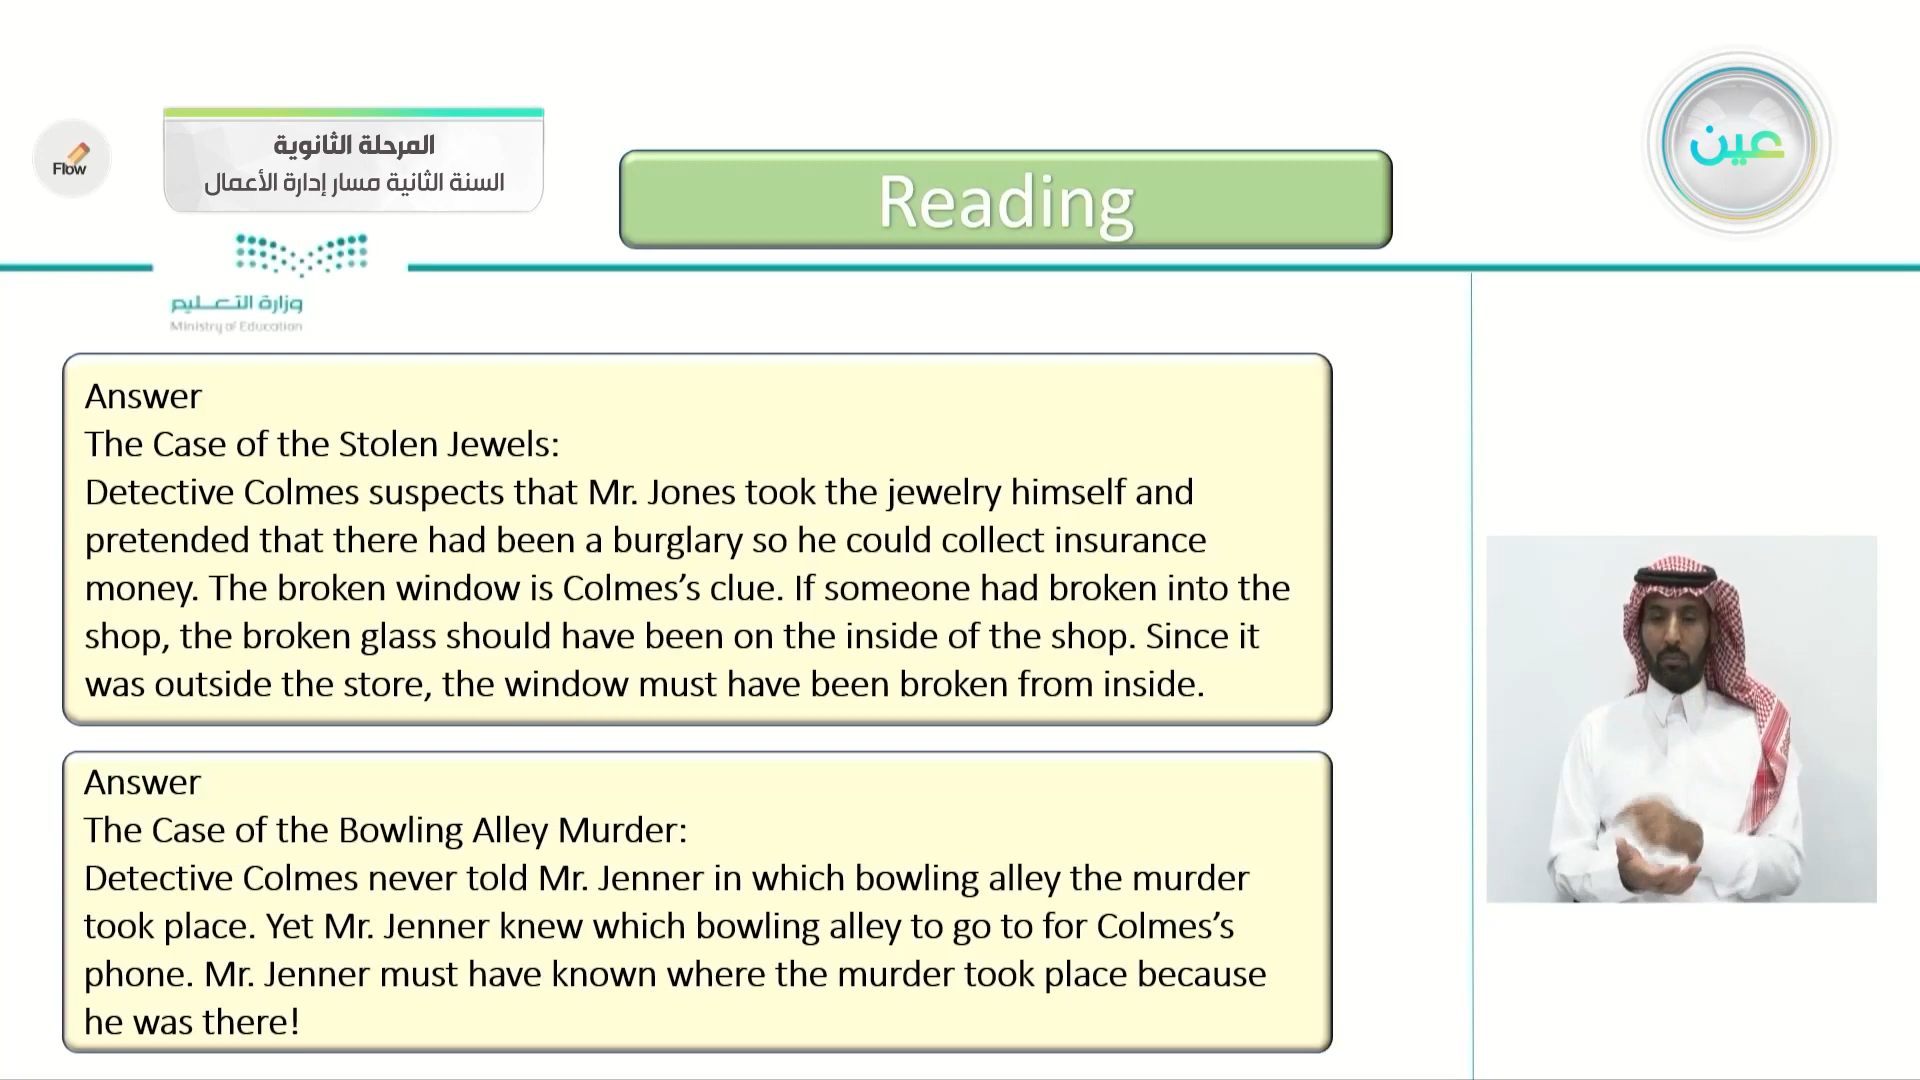 Flow
المرحلة الثانوية
السنة الثانية مسار إدارة الأعمال
Reading
عين
وزارة التعليم
Ministry of Education
Answer
The Case of the Stolen Jewels:
Detective Colmes suspects that Mr. Jones took the jewelry himself and
pretended that there had been a burglary so he could collect insurance
money. The broken window is Colmes’s clue. If someone had broken into the
shop, the broken glass should have been on the inside of the shop. Since it
was outside the store, the window must have been broken from inside.
Answer
The Case of the Bowling Alley Murder:
Detective Colmes never told Mr. Jenner in which bowling alley the murder
took place. Yet Mr. Jenner knew which bowling alley to go to for Colmes’s
phone. Mr. Jenner must have known where the murder took place because
he was there!